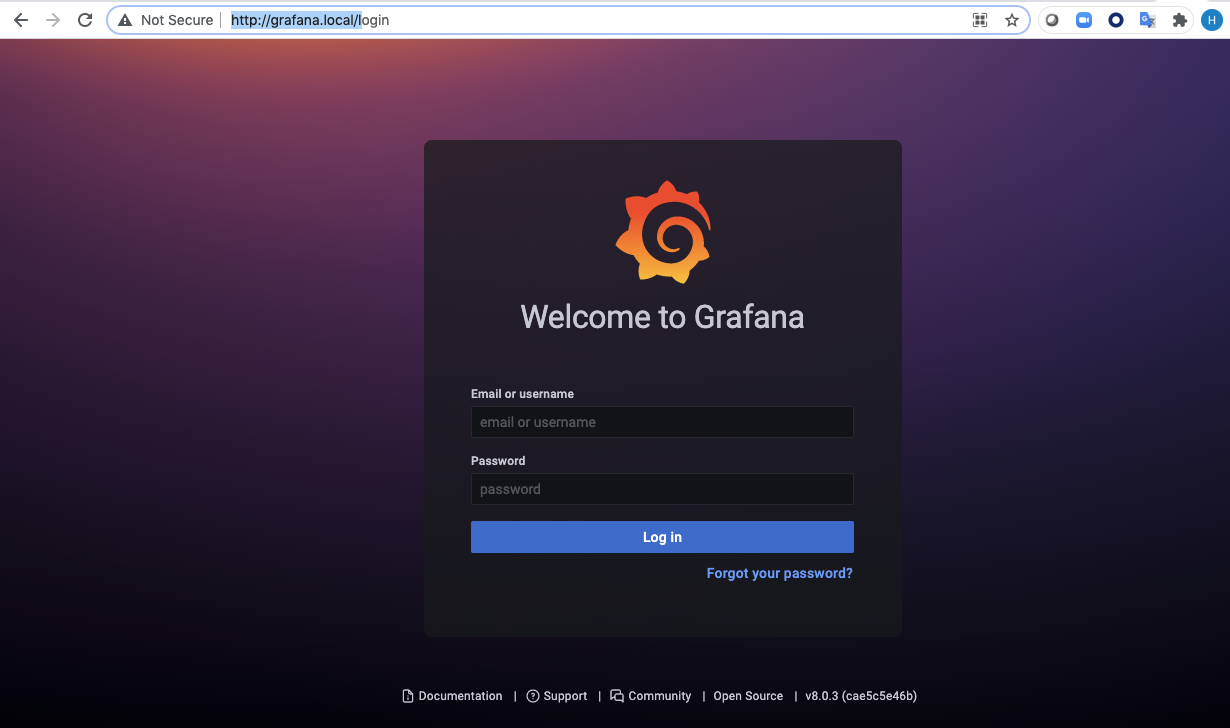 Not Secure | http://grafana.local/login
H
Welcome to Grafana
Email or username
email or username
Password
password
Log in
Forgot your password?
Documentation | Support | Community | Open Source | v8.0.3 (cae5c5e46b)